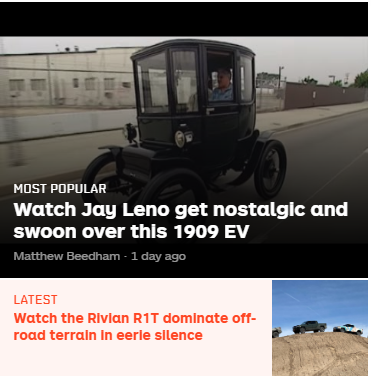 MOST POPULAR
Watch Jay Leno get nostalgic and
swoon over this 1909 EV
Matthew Beedham · 1 day ago
LATEST
Watch the Rivian R1T dominate off-
road terrain in eerie silence